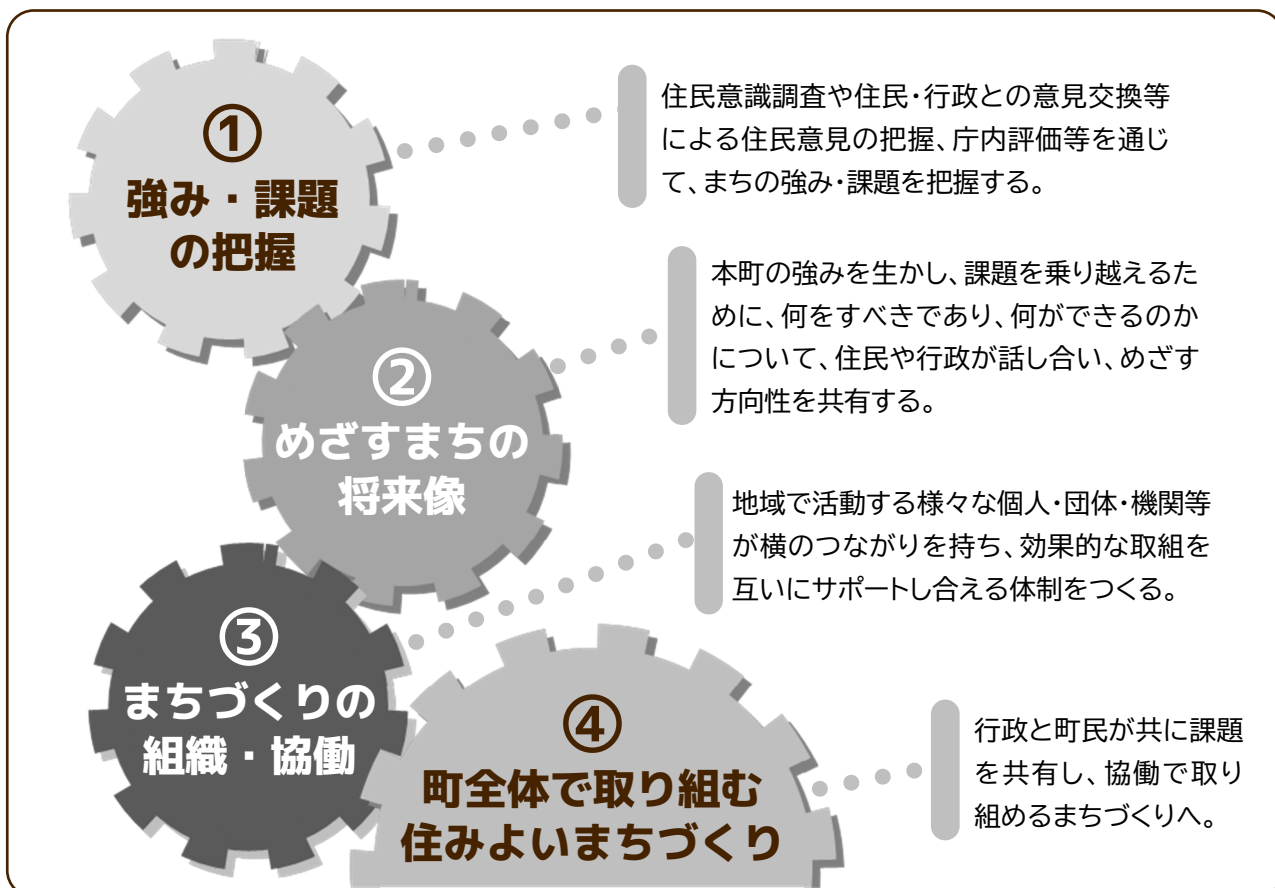 ①
強み・課題
の把握
住民意識調査や住民・行政との意見交換等
による住民意見の把握、庁内評価等を通じ
て、まちの強み・課題を把握する。
②
めざすまちの
将来像
本町の強みを生かし、課題を乗り越えるた
めに、何をすべきであり、何ができるのか
について、住民や行政が話し合い、めざす
方向性を共有する。
③
まちづくりの
組織・協働
地域で活動する様々な個人・団体・機関等
が横のつながりを持ち、効果的な取組を
互いにサポートし合える体制をつくる。
④
町全体で取り組む
住みよいまちづくり
行政と町民が共に課題
を共有し、協働で取り
組めるまちづくりへ。